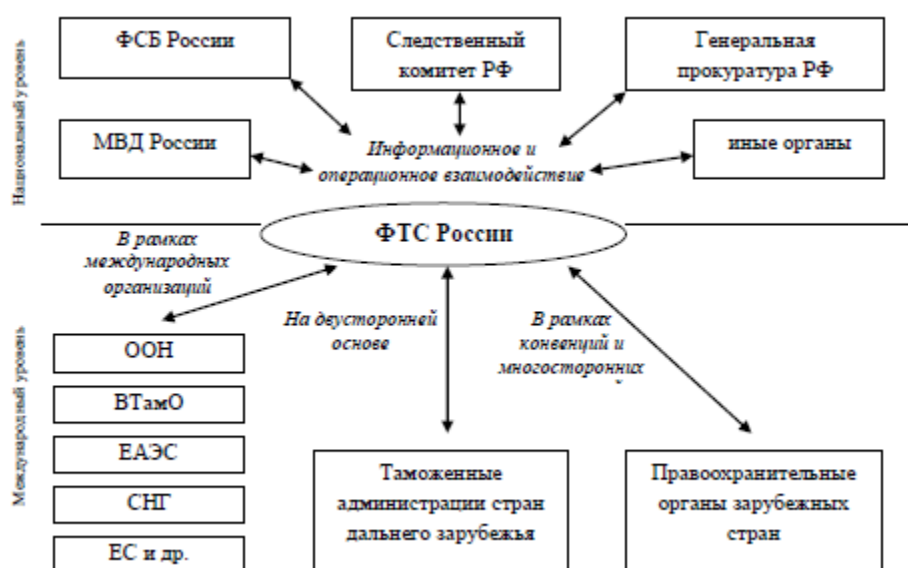 Национальный уровень
ФСБ России
Следственный
комитет РФ
Генеральная
прокуратура РФ
МВД России
Информационное и
операционное взаимодействие
иные органы
ФТС России
Международный уровень
В рамках
международных
организаций
На двусторонней
основе
В рамках
конвенций и
многосторонних
ООН
ВТамО
ЕАЭС
СНГ
ЕС и др.
Таможенные
администрации стран
дальнего зарубежья
Правоохранительные
органы зарубежных
стран